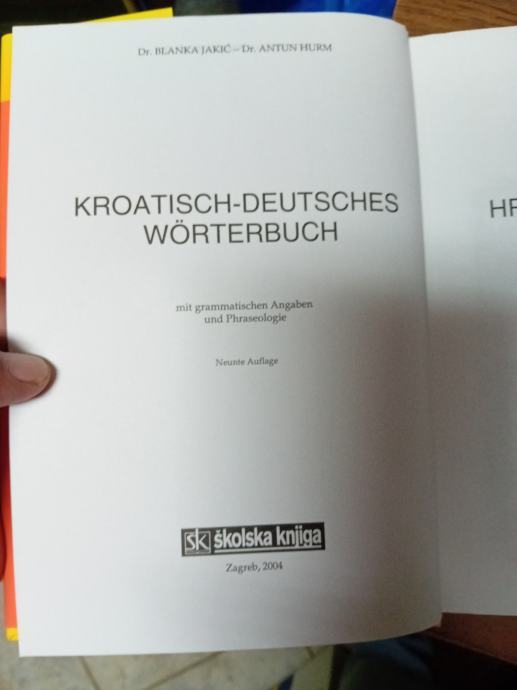 Dr. BLANKA JAKIĆ – Dr. ANTUN HURM
KROATISCH-DEUTSCHES
WÖRTERBUCH
mit grammatischen Angaben
und Phraseologie
Neunte Auflage
sk školska knjiga
Zagreb, 2004